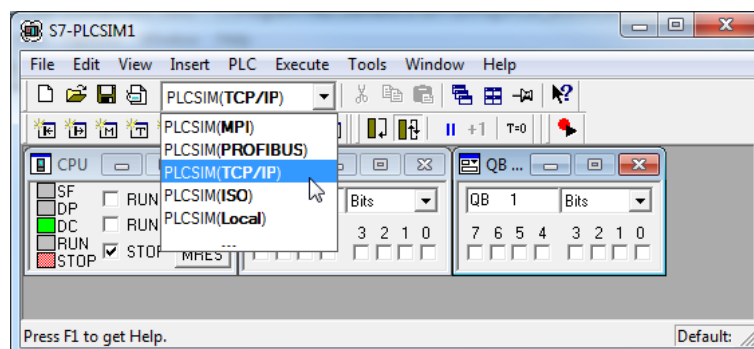 S7-PLCSIM1
File Edit View Insert PLC Execute Tools Window Help
PLCSIM(TCP/IP)
+1 T=0
PLCSIM(MPI)
PLCSIM(PROFIBUS)
PLCSIM(TCP/IP)
PLCSIM(ISO)
PLCSIM(Local)
...
CPU
SF
DP
DC
RUN
STOP
RUN
RUN
STOP
MRES
Bits
3 2 1 0
QB ...
QB 1 Bits
7 6 5 4 3 2 1 0
Press F1 to get Help. Default: